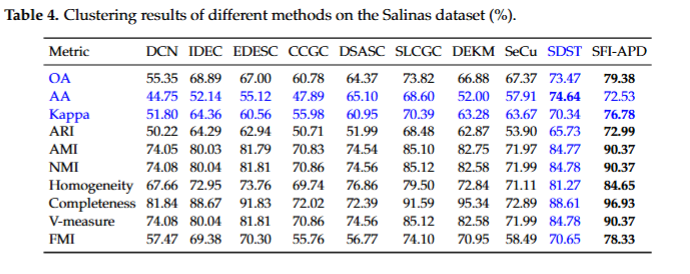 Table 4. Clustering results of different methods on the Salinas dataset (%).
Metric DCN IDEC EDESC CCGC DSASC SLCGC DEKM SeCu SDST SFI-APD
OA 55.35 68.89 67.00 60.78 64.37 73.82 66.88 67.37 73.47 79.38
AA 44.75 52.14 55.12 47.89 65.10 68.60 52.00 57.91 74.64 72.53
Kappa 51.80 64.36 60.56 55.98 60.95 70.39 63.28 63.67 70.34 76.78
ARI 50.22 64.29 62.94 50.71 51.99 68.48 62.87 53.90 65.73 72.99
AMI 74.05 80.03 81.79 70.83 74.54 85.10 82.75 71.97 84.77 90.37
NMI 74.08 80.04 81.81 70.86 74.56 85.12 82.58 71.99 84.78 90.37
Homogeneity 67.66 72.95 73.76 69.74 76.86 79.50 72.84 71.11 81.27 84.65
Completeness 81.84 88.67 91.83 72.02 72.39 91.59 95.34 72.89 88.61 96.93
V-measure 74.08 80.04 81.81 70.86 74.56 85.12 82.58 71.99 84.78 90.37
FMI 57.47 69.38 70.30 55.76 56.77 74.10 70.95 58.49 70.65 78.33